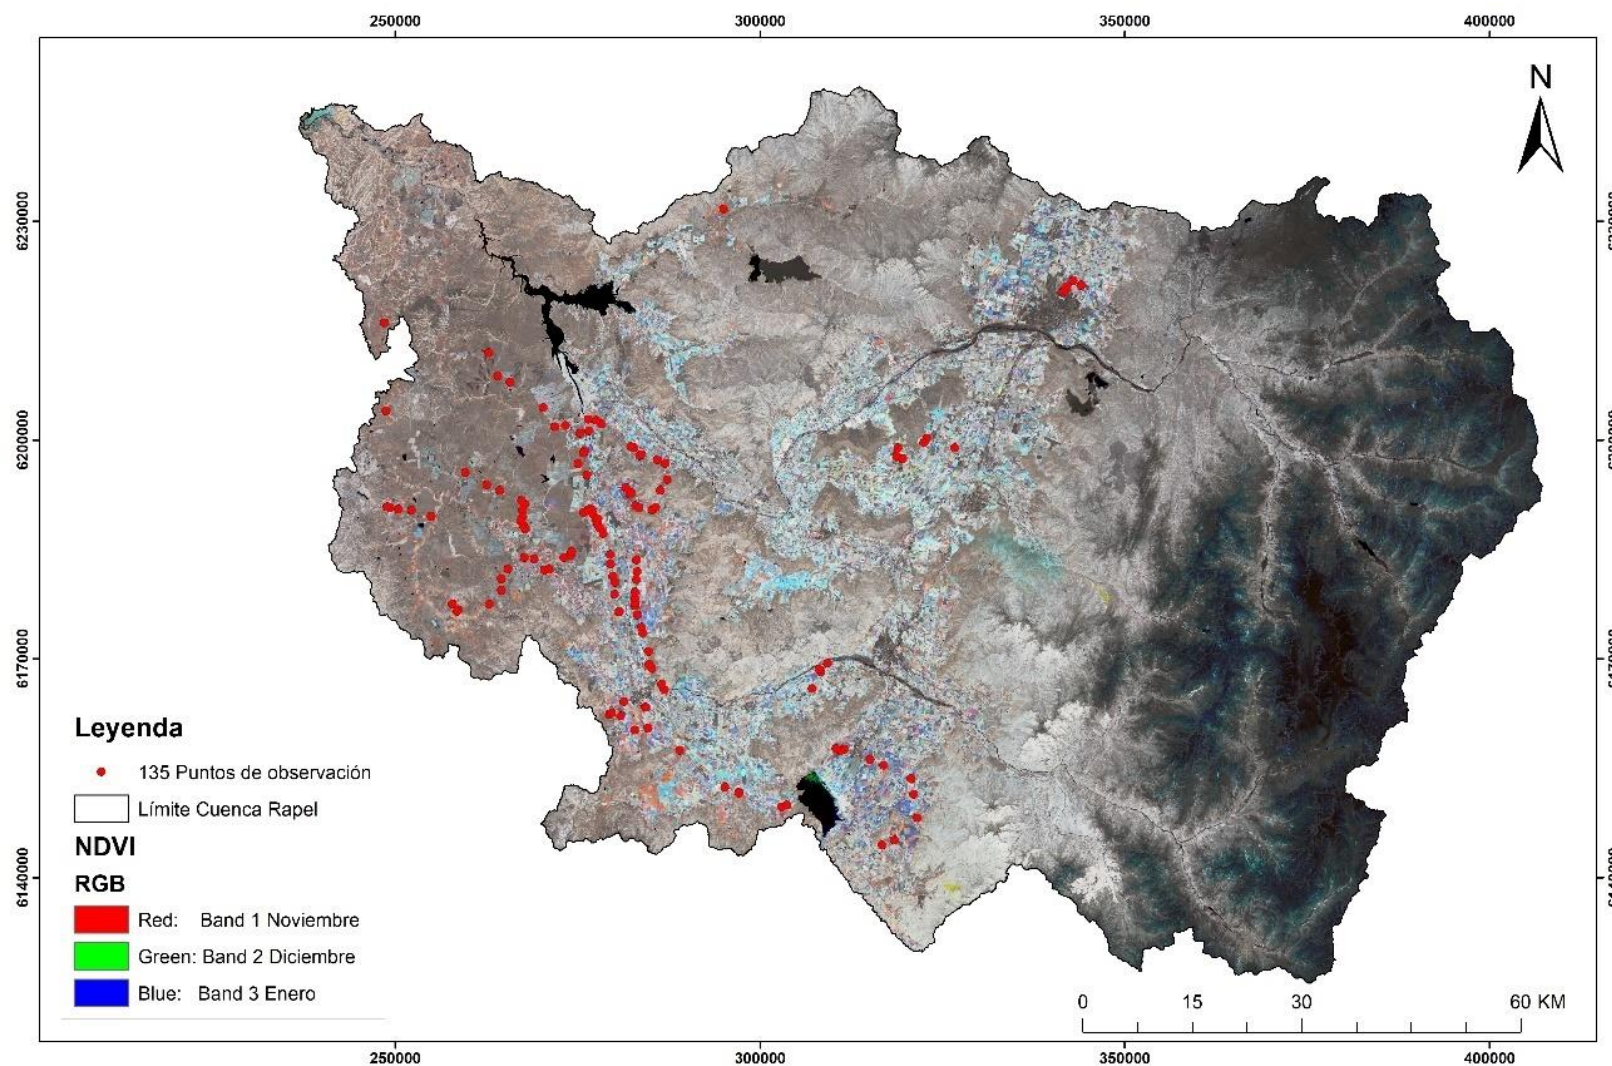 250000 300000 350000 400000
N
6230000
6200000
6170000
6140000
Leyenda
135 Puntos de observación
Límite Cuenca Rapel
NDVI
RGB
Red: Band 1 Noviembre
Green: Band 2 Diciembre
Blue: Band 3 Enero
0 15 30 60 KM
250000 300000 350000 400000